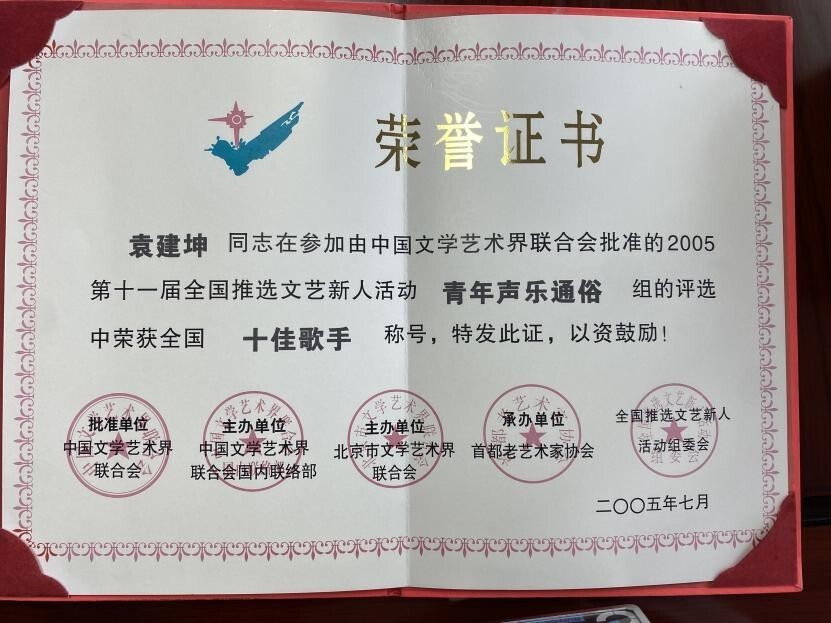 荣誉证书
袁建坤 同志在参加由中国文学艺术界联合会批准的2005
第十一届全国推选文艺新人活动 青年声乐通俗 组的评选
中荣获全国 十佳歌手 称号，特发此证，以资鼓励！
批准单位
中国文学艺术界
联合会
主办单位
中国文学艺术界
联合会国内联络部
主办单位
北京市文学艺术界
联合会
承办单位
首都老艺术家协会
全国推选文艺新人
活动组委会
二〇〇五年七月